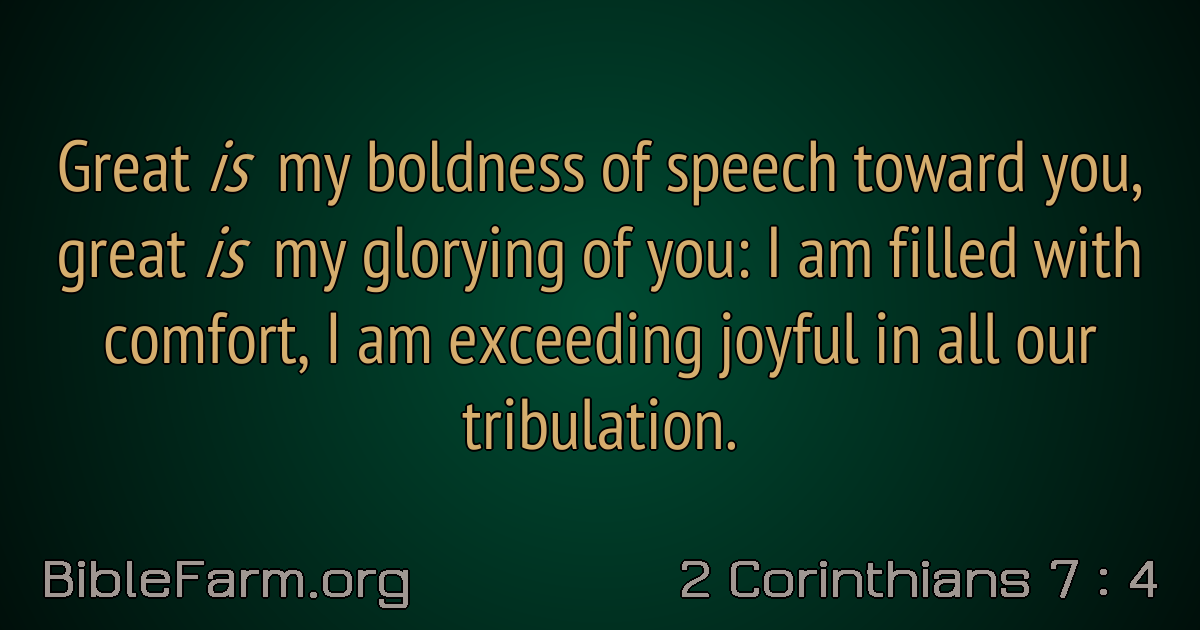 Great is my boldness of speech toward you,
great is my glorying of you: I am filled with
comfort, I am exceeding joyful in all our
tribulation.
BibleFarm.org
2 Corinthians 7 : 4